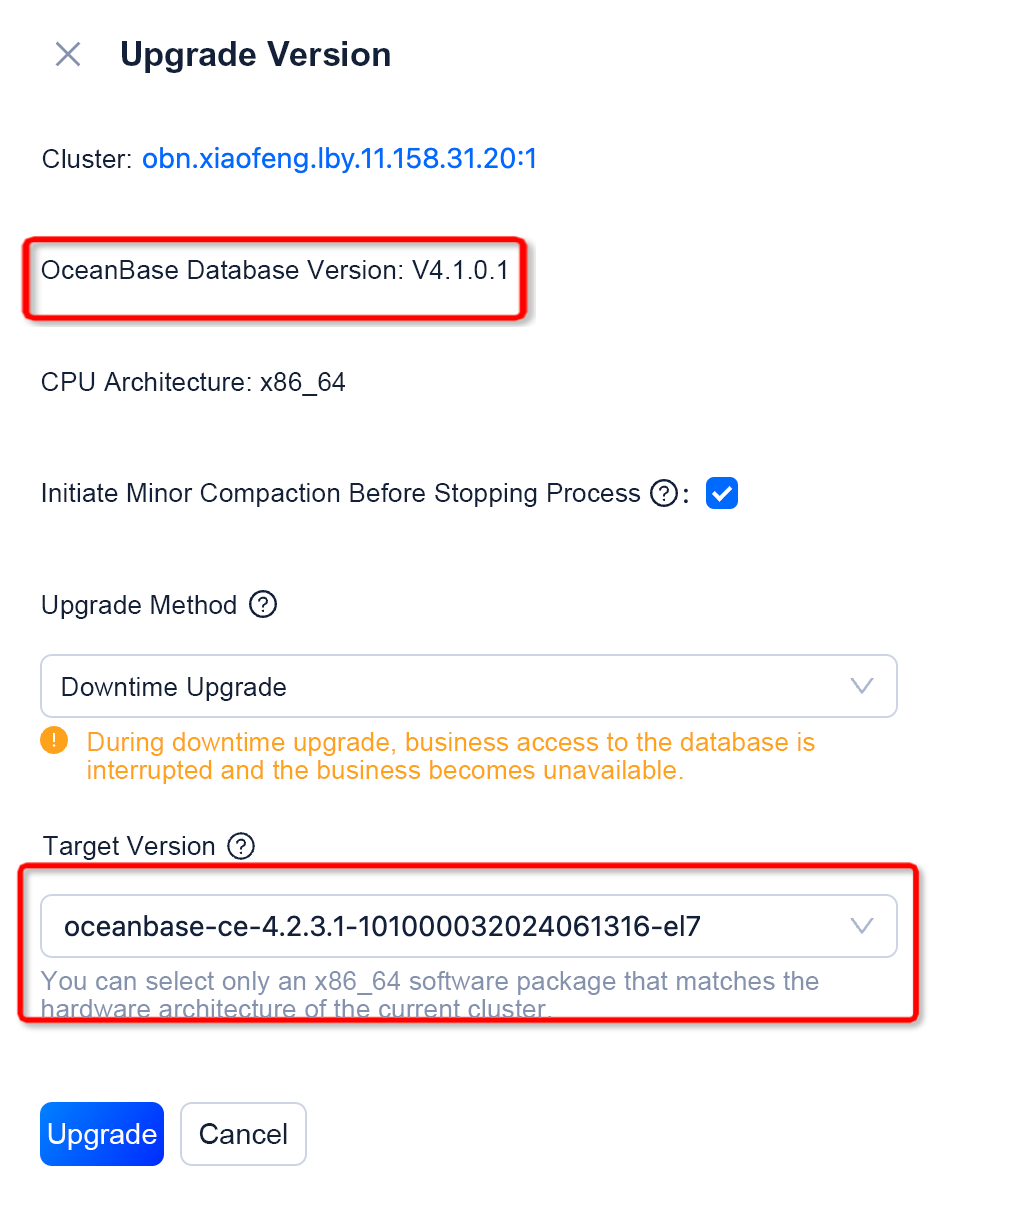 Upgrade Version
Cluster: obn.xiaofeng.lby.11.158.31.20:1
OceanBase Database Version: V4.1.0.1
CPU Architecture: x86_64
Initiate Minor Compaction Before Stopping Process ? :
Upgrade Method ?
Downtime Upgrade
! During downtime upgrade, business access to the database is
interrupted and the business becomes unavailable.
Target Version ?
oceanbase-ce-4.2.3.1-101000032024061316-el7
You can select only an x86_64 software package that matches the
hardware architecture of the current cluster.
Upgrade Cancel